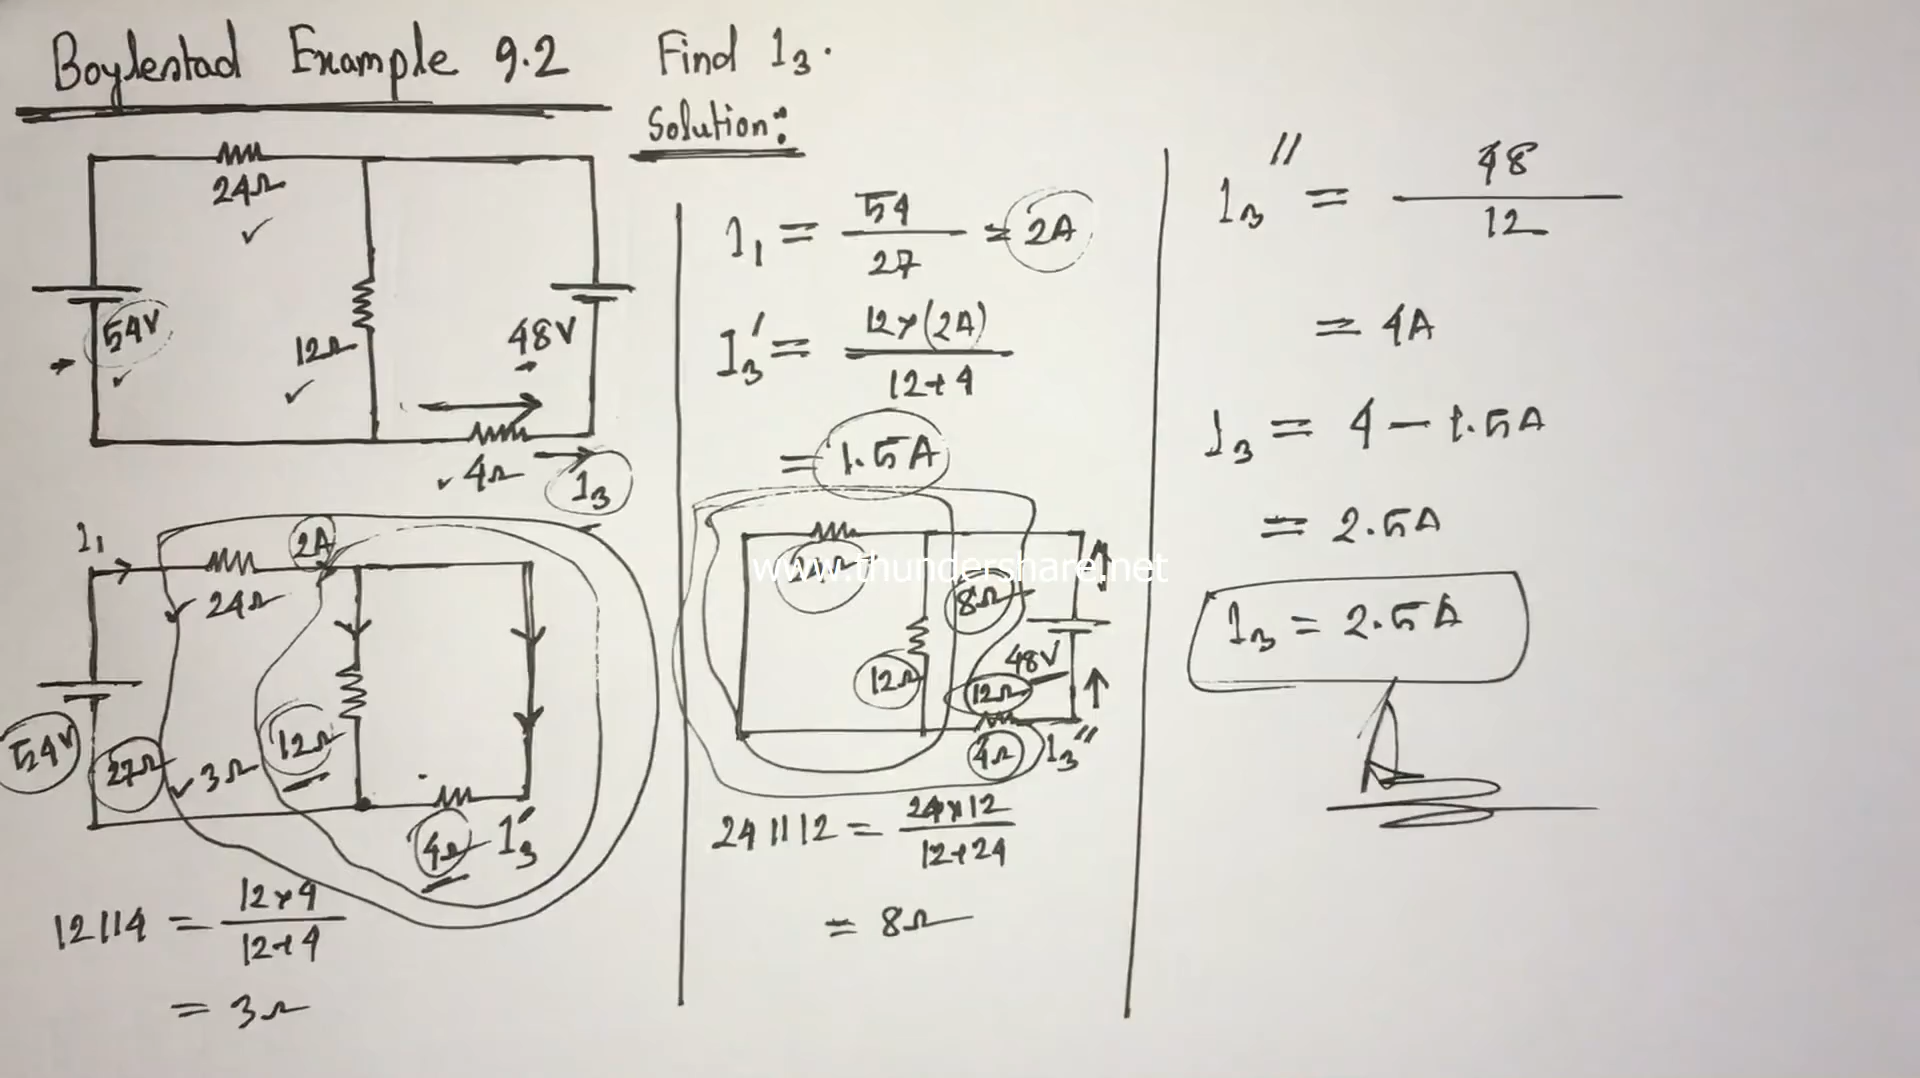 Boylestad Example 9.2
Find I3.
Solution:
24Ω
54V
12Ω
48V
4Ω
I3
I1
2A
24Ω
54V
27Ω
3Ω
12Ω
4Ω
I3'
12||4 = 12×4 / 12+4
= 3Ω
I1 = 54 / 27 = 2A
I3' = 12×(2A) / 12+4
= 1.5A
www.thundershare.net
8Ω
12Ω
48V
12Ω
4Ω
I3"
24||12 = 24×12 / 12+24
= 8Ω
I3" = 48 / 12
= 4A
I3 = 4 - 1.5A
= 2.5A
I3 = 2.5A